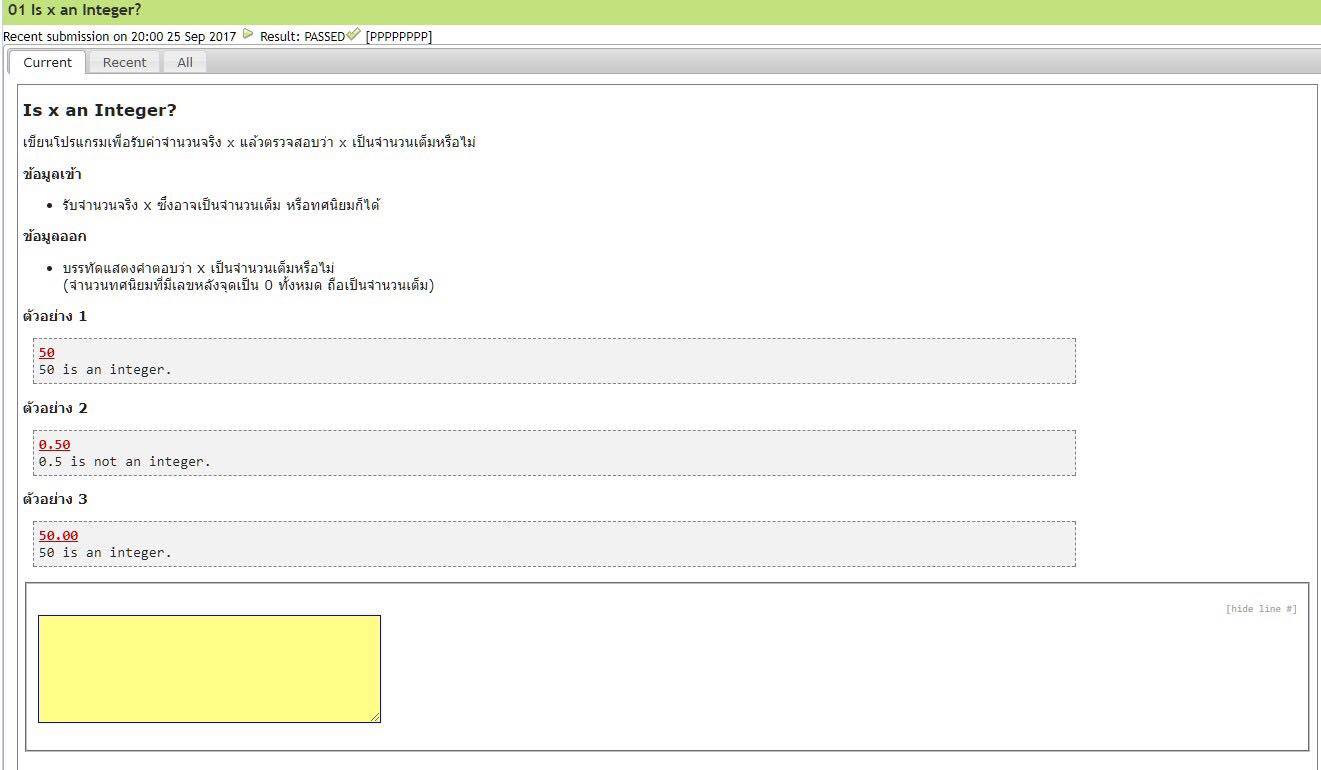 01 Is x an Integer?
Recent submission on 20:00 25 Sep 2017 Result: PASSED [PPPPPPPP]
Current Recent All
Is x an Integer?
เขียนโปรแกรมเพื่อรับค่าจำนวนจริง x แล้วตรวจสอบว่า x เป็นจำนวนเต็มหรือไม่
ข้อมูลเข้า
• รับจำนวนจริง x ซึ่งอาจเป็นจำนวนเต็ม หรือทศนิยมก็ได้
ข้อมูลออก
• บรรทัดแสดงคำตอบว่า x เป็นจำนวนเต็มหรือไม่
(จำนวนทศนิยมที่มีเลขหลังจุดเป็น 0 ทั้งหมด ถือเป็นจำนวนเต็ม)
ตัวอย่าง 1
50
50 is an integer.
ตัวอย่าง 2
0.50
0.5 is not an integer.
ตัวอย่าง 3
50.00
50 is an integer.
[hide line #]